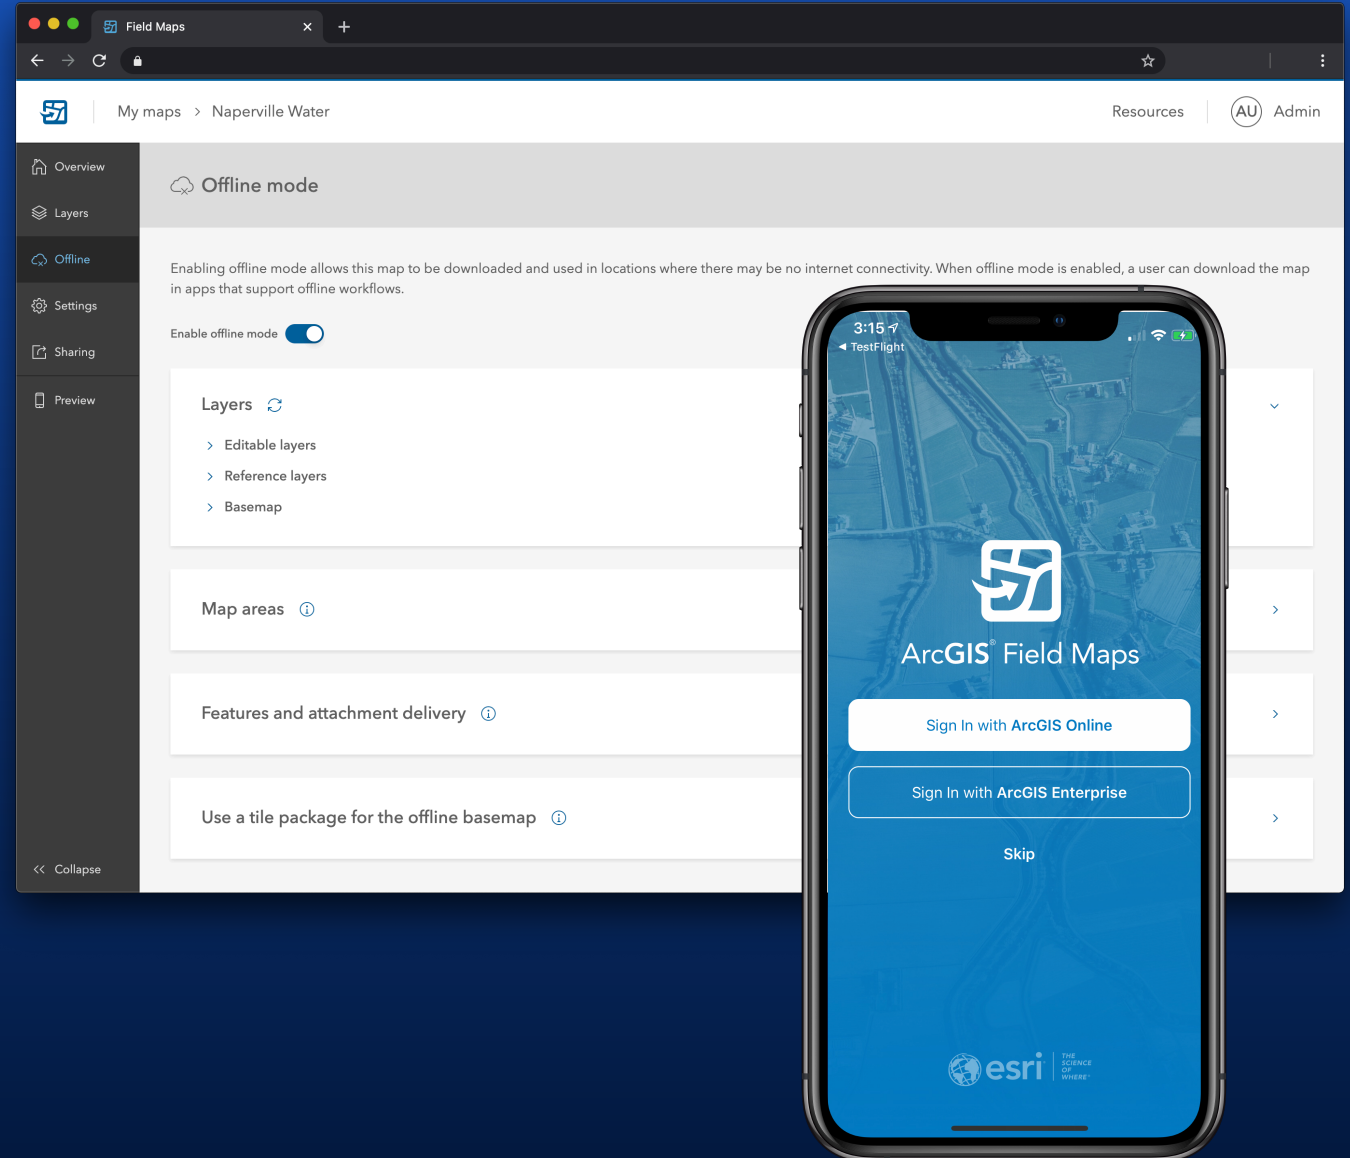 Field Maps
My maps > Naperville Water
Resources
AU Admin
Overview
Layers
Offline
Settings
Sharing
Preview
Collapse
Offline mode
Enabling offline mode allows this map to be downloaded and used in locations where there may be no internet connectivity. When offline mode is enabled, a user can download the map
in apps that support offline workflows.
Enable offline mode
Layers
Editable layers
Reference layers
Basemap
Map areas
Features and attachment delivery
Use a tile package for the offline basemap
3:15
TestFlight
ArcGIS® Field Maps
Sign In with ArcGIS Online
Sign In with ArcGIS Enterprise
Skip
esri
THE
SCIENCE
OF
WHERE®